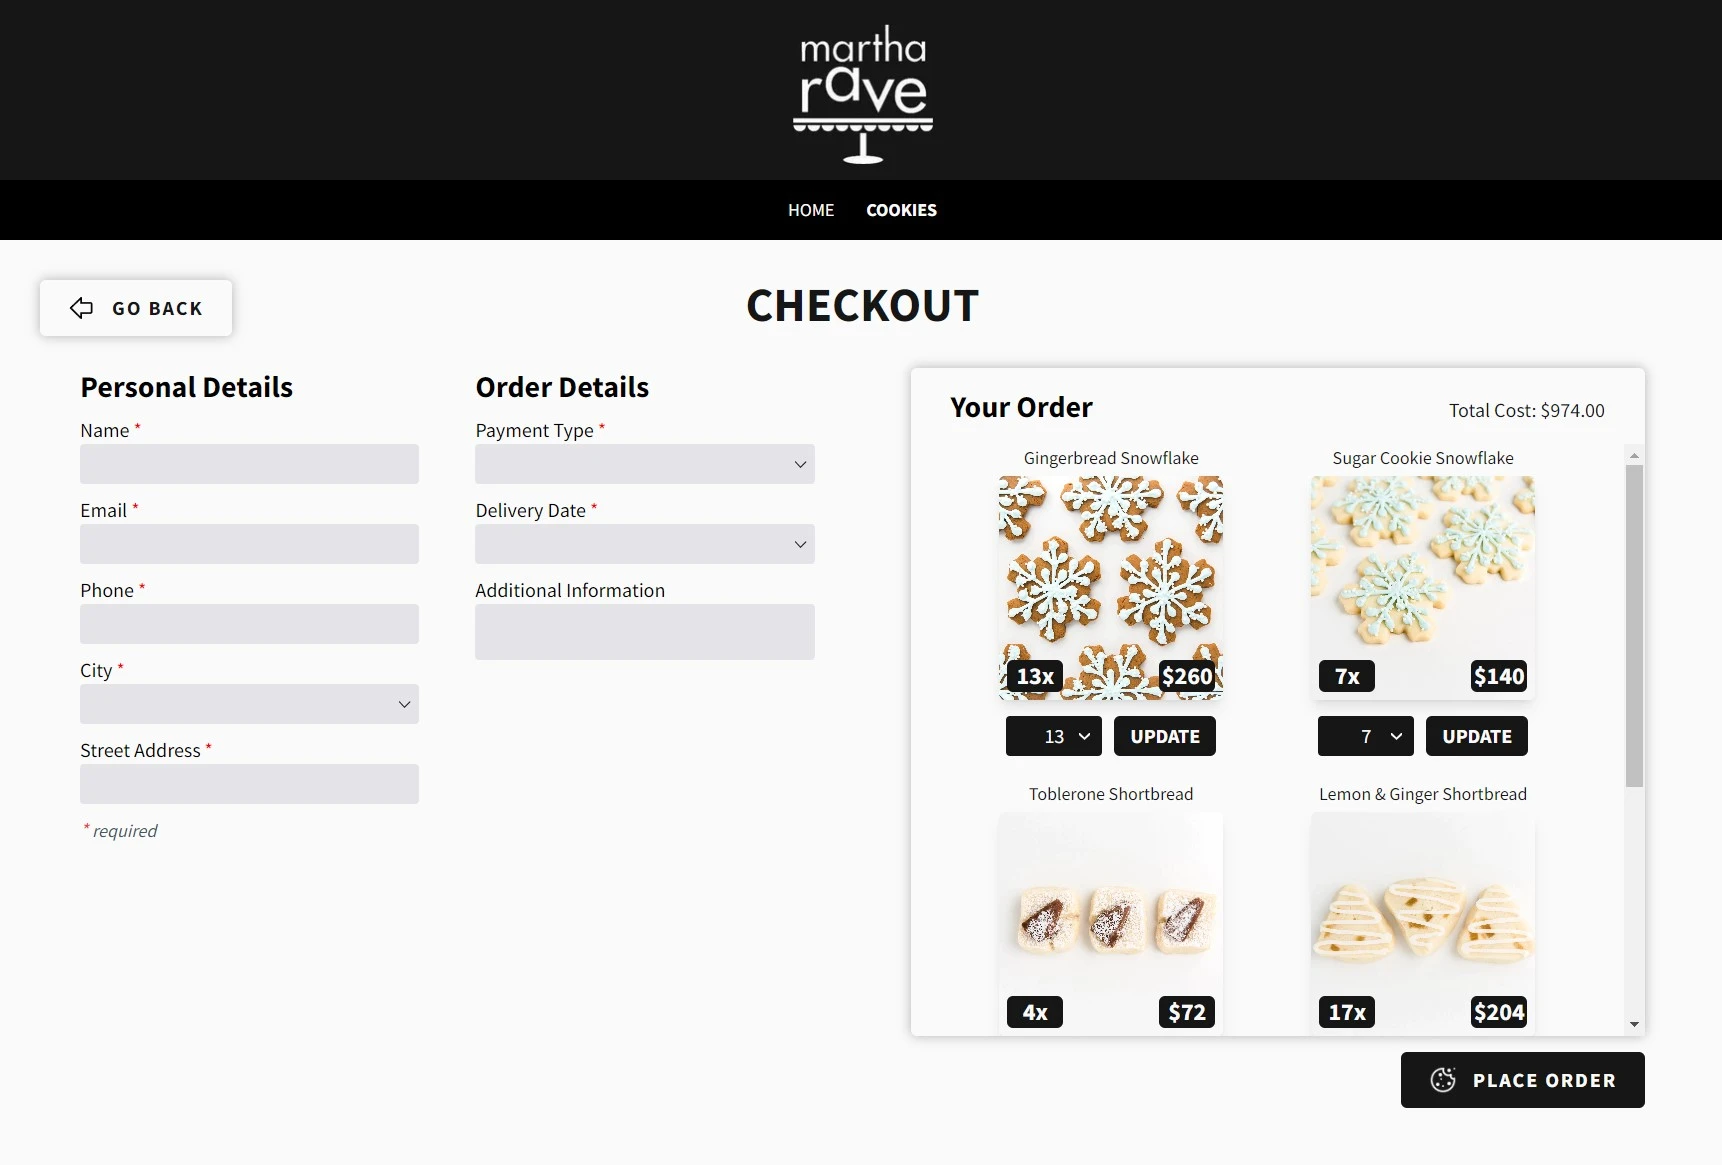 martha
rave
HOME COOKIES
GO BACK
CHECKOUT
Personal Details
Name *
Email *
Phone *
City *
Street Address *
* required
Order Details
Payment Type *
Delivery Date *
Additional Information
Your Order
Total Cost: $974.00
Gingerbread Snowflake
13x $260
13 UPDATE
Sugar Cookie Snowflake
7x $140
7 UPDATE
Toblerone Shortbread
4x $72
Lemon & Ginger Shortbread
17x $204
PLACE ORDER